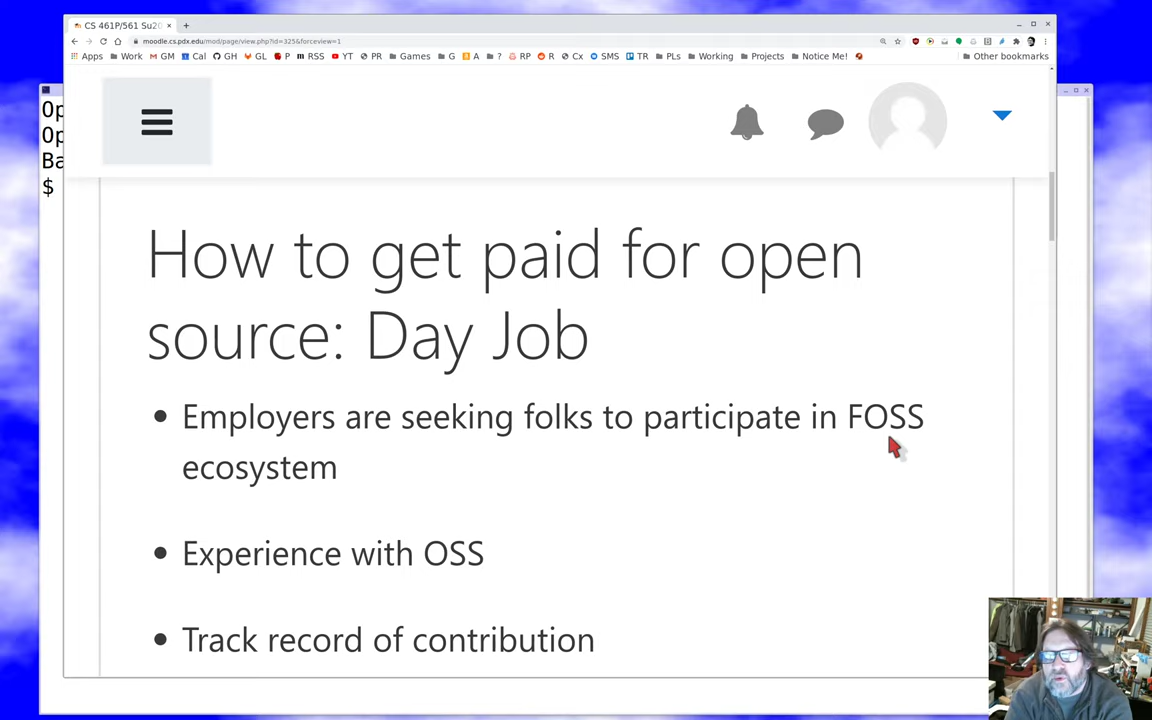 CS 461P/561 Su20
moodle.cs.pdx.edu/mod/page/view.php?id=325&forceview=1
Apps Work GM Cal GH GL P RSS YT PR Games G A ? RP R Cx SMS TR PLs Working Projects Notice Me! Other bookmarks
Op
Op
Ba
$
How to get paid for open
source: Day Job
• Employers are seeking folks to participate in FOSS
ecosystem
• Experience with OSS
• Track record of contribution